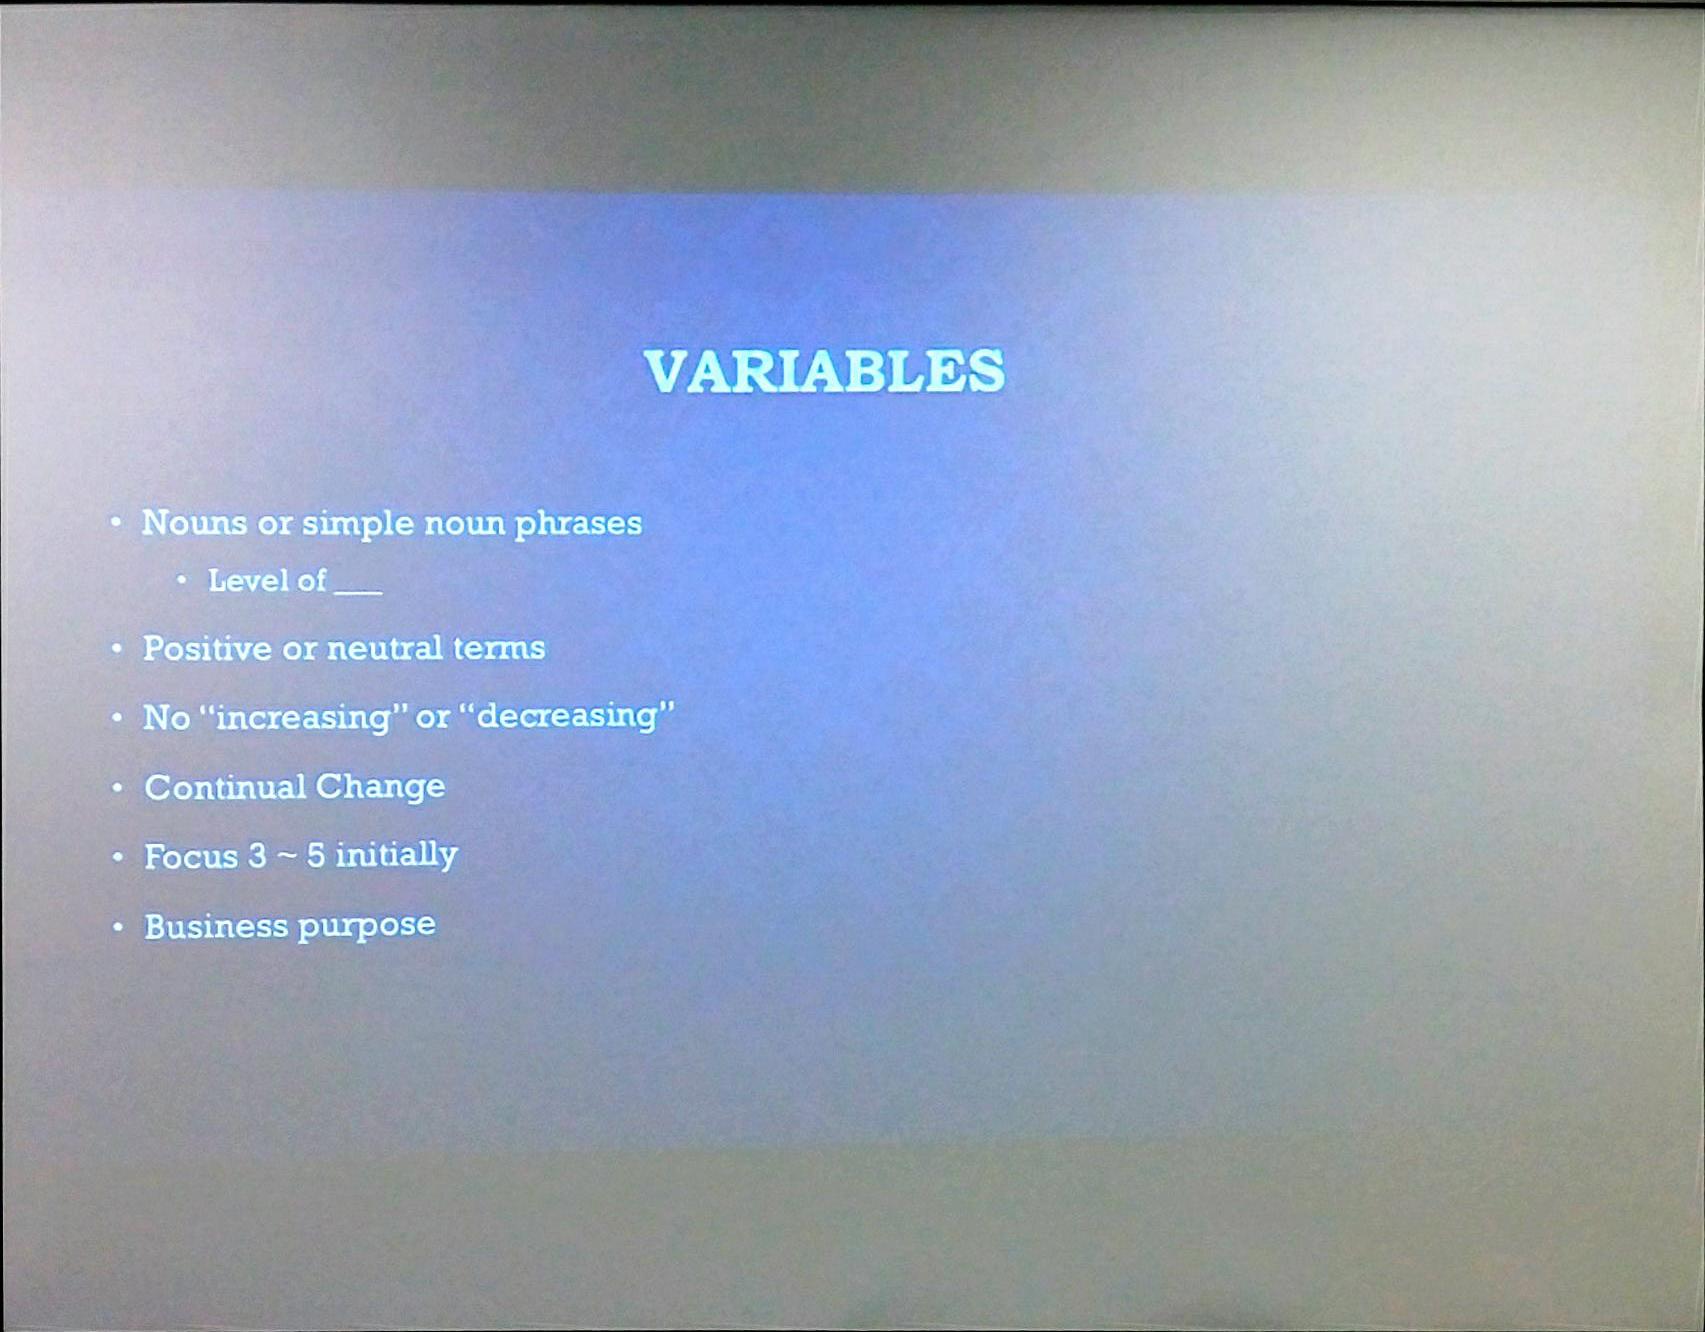 VARIABLES
• Nouns or simple noun phrases
• Level of ___
• Positive or neutral terms
• No “increasing” or “decreasing”
• Continual Change
• Focus 3 ~ 5 initially
• Business purpose